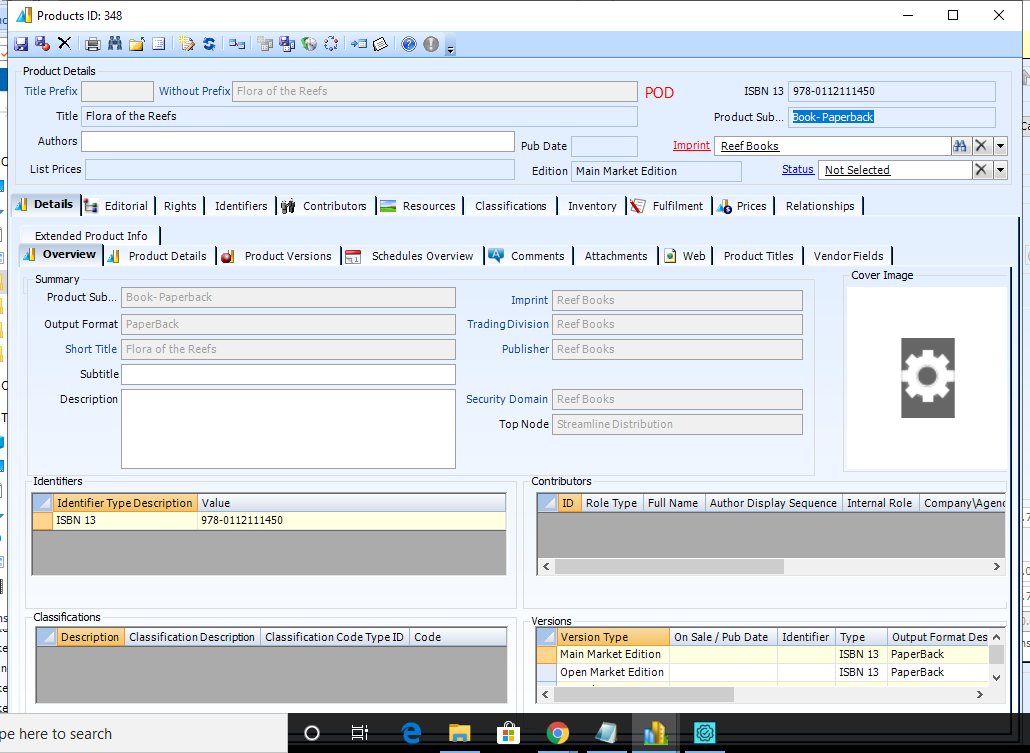 Products ID: 348
Product Details
Title Prefix
Without Prefix Flora of the Reefs
POD
ISBN 13 978-0112111450
Title Flora of the Reefs
Product Sub... Book- Paperback
Authors
Pub Date
Imprint Reef Books
List Prices
Edition Main Market Edition
Status Not Selected
Details Editorial Rights Identifiers Contributors Resources Classifications Inventory Fulfilment Prices Relationships
Extended Product Info
Overview Product Details Product Versions Schedules Overview Comments Attachments Web Product Titles Vendor Fields
Summary
Cover Image
Product Sub... Book- Paperback
Imprint Reef Books
Output Format PaperBack
Trading Division Reef Books
Short Title Flora of the Reefs
Publisher Reef Books
Subtitle
Description
Security Domain Reef Books
Top Node Streamline Distribution
Identifiers
Contributors
Identifier Type Description Value
ID Role Type Full Name Author Display Sequence Internal Role Company\Agenc
ISBN 13 978-0112111450
Classifications
Versions
Description Classification Description Classification Code Type ID Code
Version Type On Sale / Pub Date Identifier Type Output Format Des
Main Market Edition ISBN 13 PaperBack
Open Market Edition ISBN 13 PaperBack
pe here to search